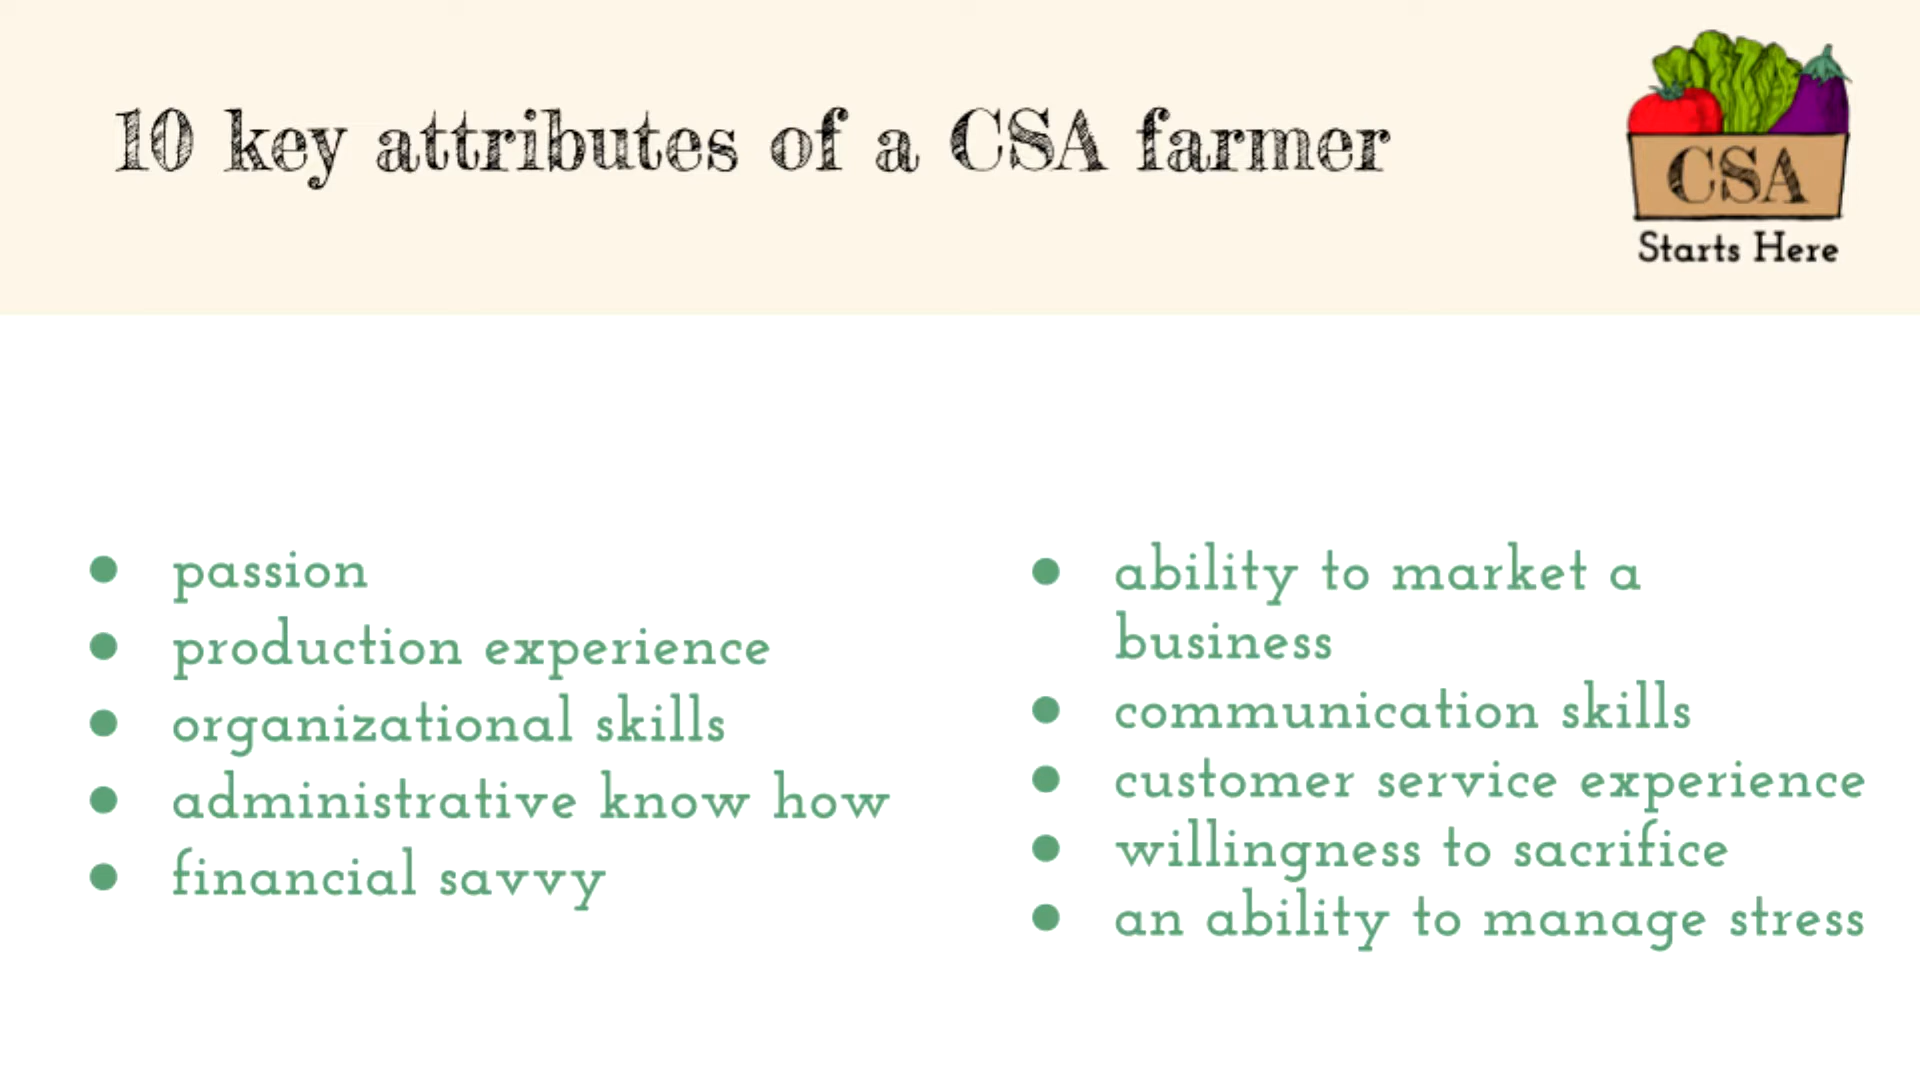 10 key attributes of a CSA farmer
CSA
Starts Here
● passion
● production experience
● organizational skills
● administrative know how
● financial savvy
● ability to market a
business
● communication skills
● customer service experience
● willingness to sacrifice
● an ability to manage stress